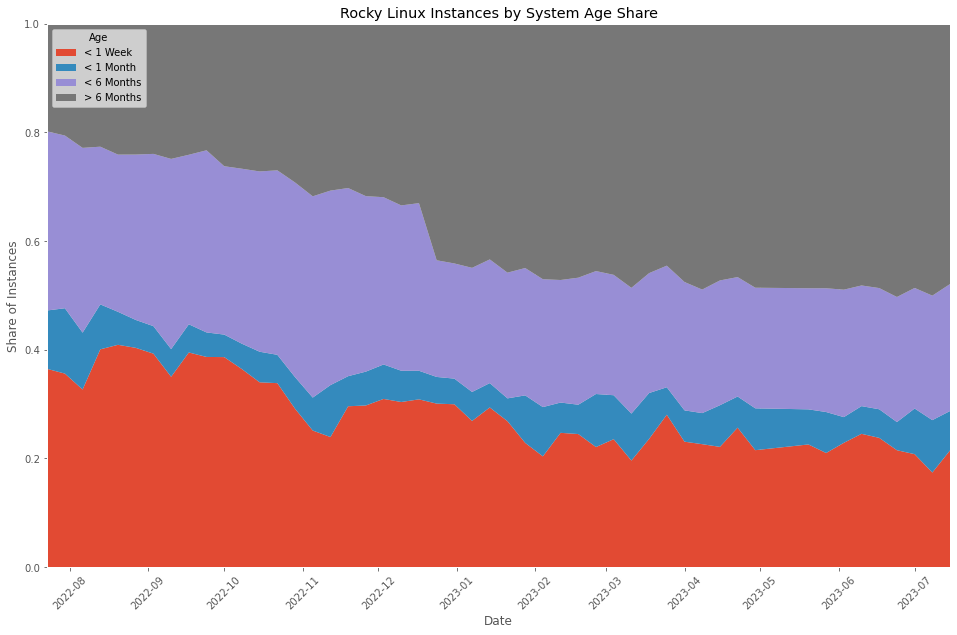 Rocky Linux Instances by System Age Share
1.0
0.8
0.6
0.4
0.2
0.0
Share of Instances
Age
< 1 Week
< 1 Month
< 6 Months
> 6 Months
2022-08
2022-09
2022-10
2022-11
2022-12
2023-01
2023-02
2023-03
2023-04
2023-05
2023-06
2023-07
Date